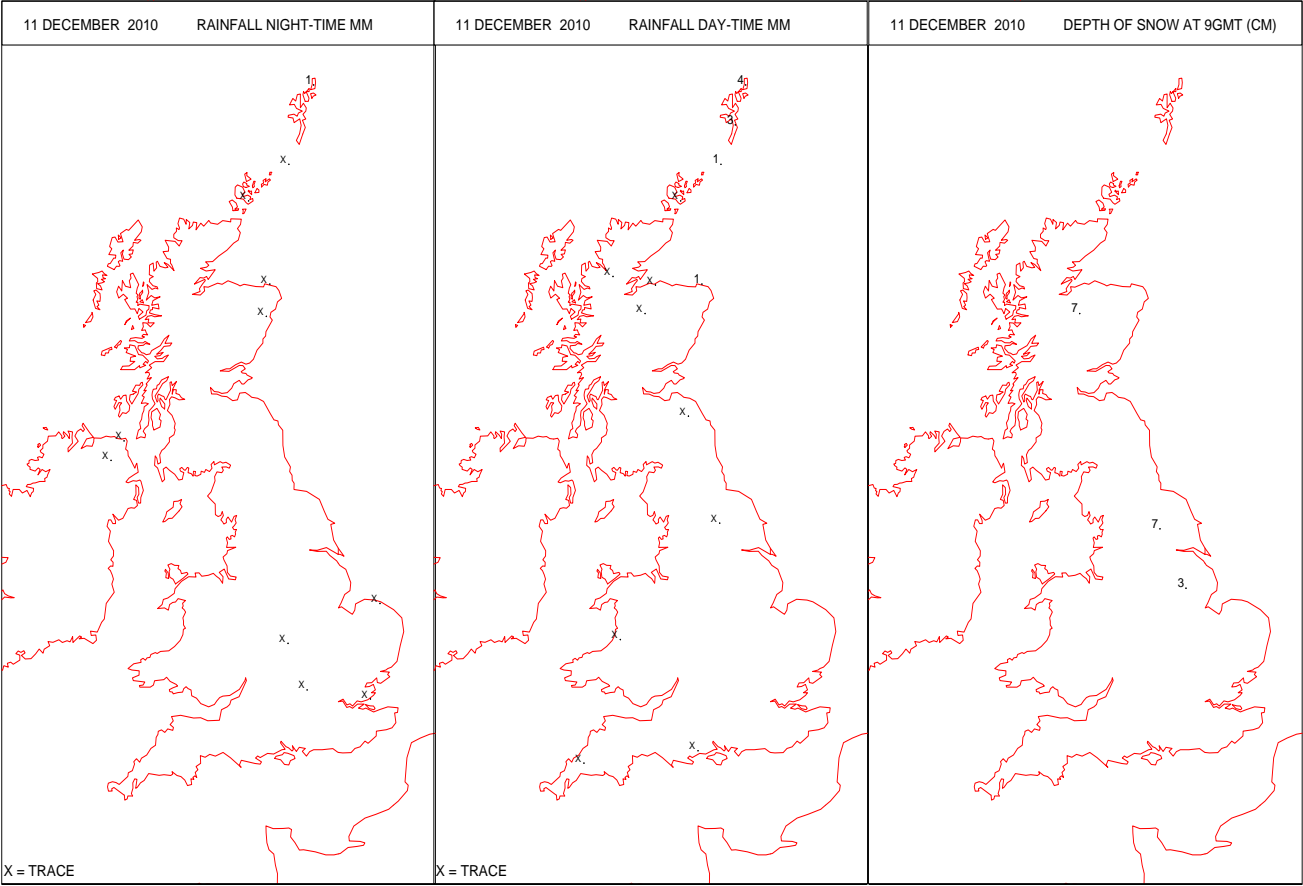 11 DECEMBER 2010 RAINFALL NIGHT-TIME MM
1
x
x
x
x
x
x
x
x
x
x
X = TRACE
11 DECEMBER 2010 RAINFALL DAY-TIME MM
4
3
1
x
x
x
1
x
x
x
x
x
x
X = TRACE
11 DECEMBER 2010 DEPTH OF SNOW AT 9GMT (CM)
7
7
3